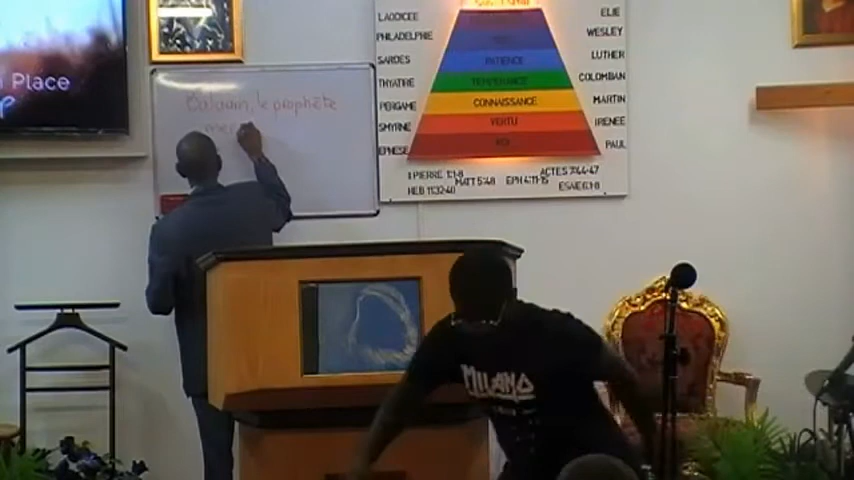 Place
Balaam, le prophète
mer
LAODICEE
PHILADELPHIE
SARDES
THYATIRE
PERGAME
SMYRNE
EPHESE
PATIENCE
TEMPERANCE
CONNAISSANCE
VERTU
FOI
ELIE
WESLEY
LUTHER
COLOMBAN
MARTIN
IRENEE
PAUL
II PIERRE 1:1-8
HEB 11:32-40
MATT 5:48
EPH 4:11-15
ACTES 7:44-47
ESAIE 6:1-8
MILANO